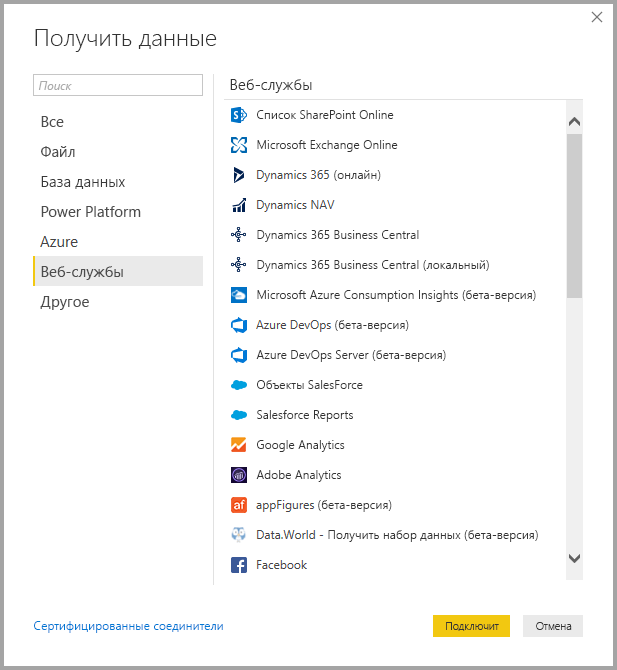 Получить данные
Поиск
Все
Файл
База данных
Power Platform
Azure
Веб-службы
Другое
Веб-службы
Список SharePoint Online
Microsoft Exchange Online
Dynamics 365 (онлайн)
Dynamics NAV
Dynamics 365 Business Central
Dynamics 365 Business Central (локальный)
Microsoft Azure Consumption Insights (бета-версия)
Azure DevOps (бета-версия)
Azure DevOps Server (бета-версия)
Объекты SalesForce
Salesforce Reports
Google Analytics
Adobe Analytics
appFigures (бета-версия)
Data.World - Получить набор данных (бета-версия)
Facebook
Сертифицированные соединители
Подключит
Отмена